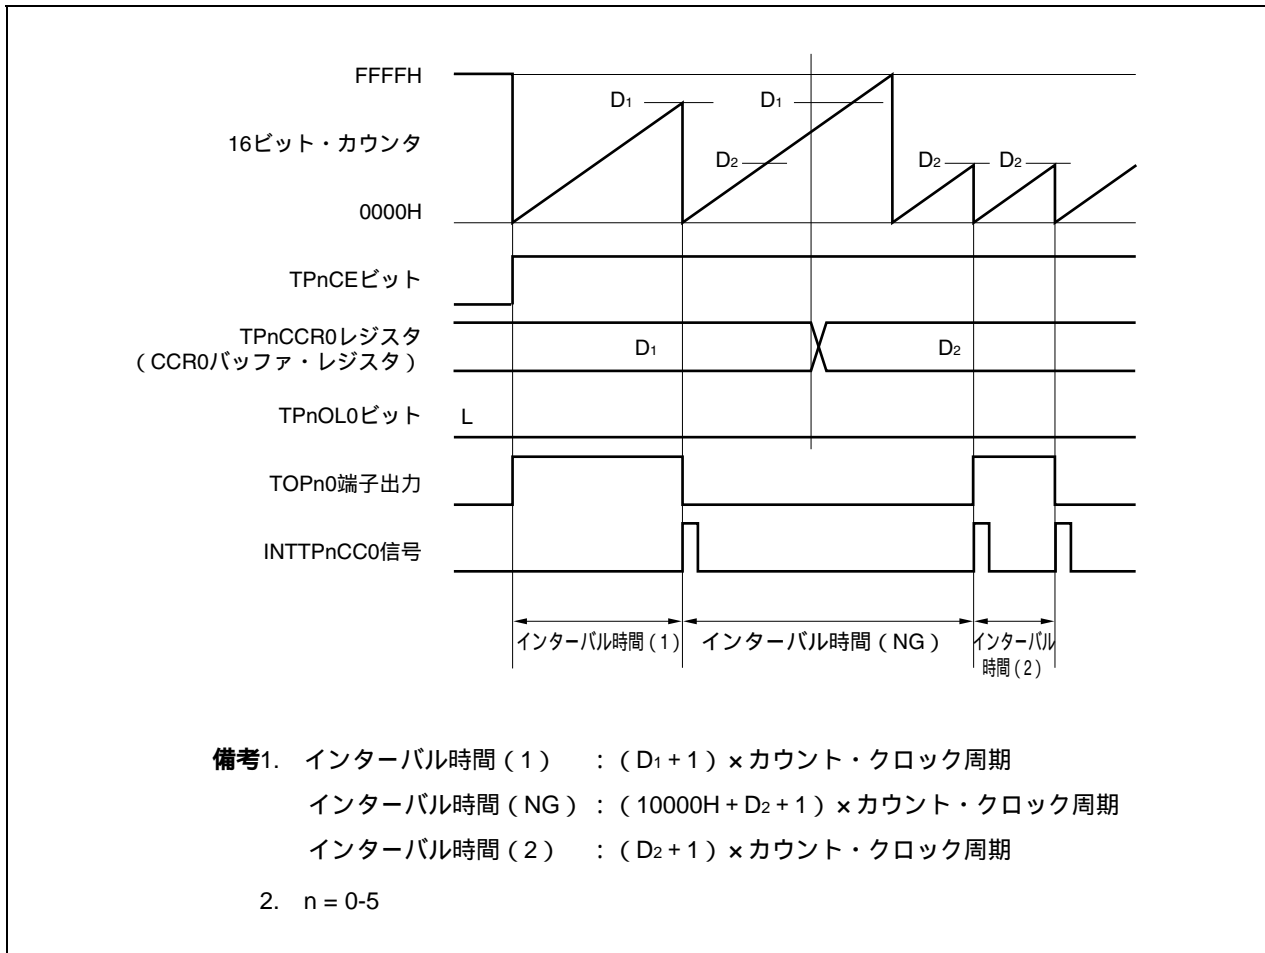 FFFFH
D1 D1
16ビット・カウンタ
D2 D2 D2
0000H
TPnCEビット
TPnCCR0レジスタ
（CCR0バッファ・レジスタ）
D1 D2
TPnOL0ビット L
TOPn0端子出力
INTTPnCC0信号
インターバル時間（1） インターバル時間（NG） インターバル
時間（2）
備考1. インターバル時間（1） ：（D1＋1）×カウント・クロック周期
インターバル時間（NG）：（10000H＋D2＋1）×カウント・クロック周期
インターバル時間（2） ：（D2＋1）×カウント・クロック周期
2. n = 0-5